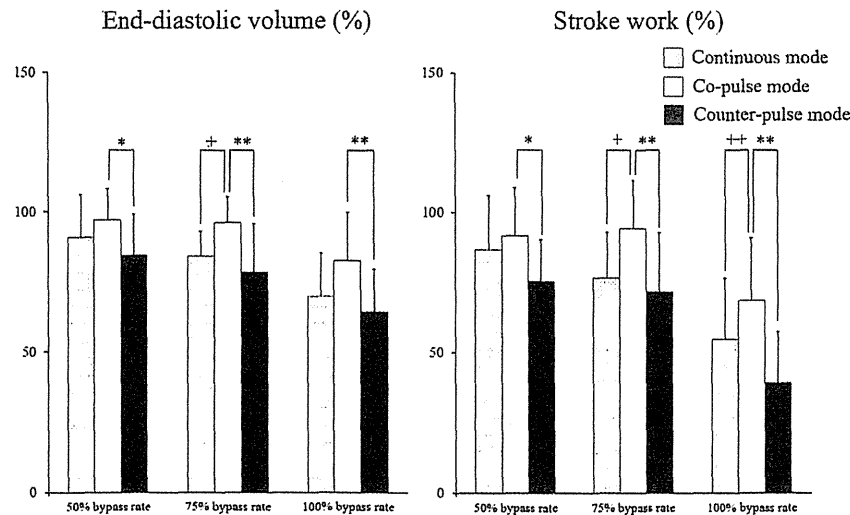 End-diastolic volume (%)
150
100
50
0
*
+
**
**
50% bypass rate
75% bypass rate
100% bypass rate
Stroke work (%)
Continuous mode
Co-pulse mode
Counter-pulse mode
150
100
50
0
*
+
**
++
**
50% bypass rate
75% bypass rate
100% bypass rate